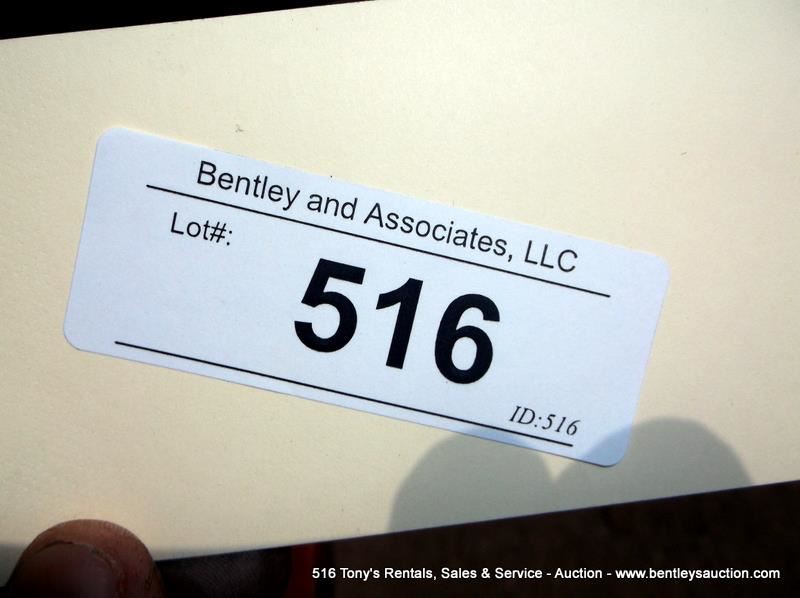 Bentley and Associates, LLC
Lot#:
516
ID:516
516 Tony's Rentals, Sales & Service - Auction - www.bentleysauction.com